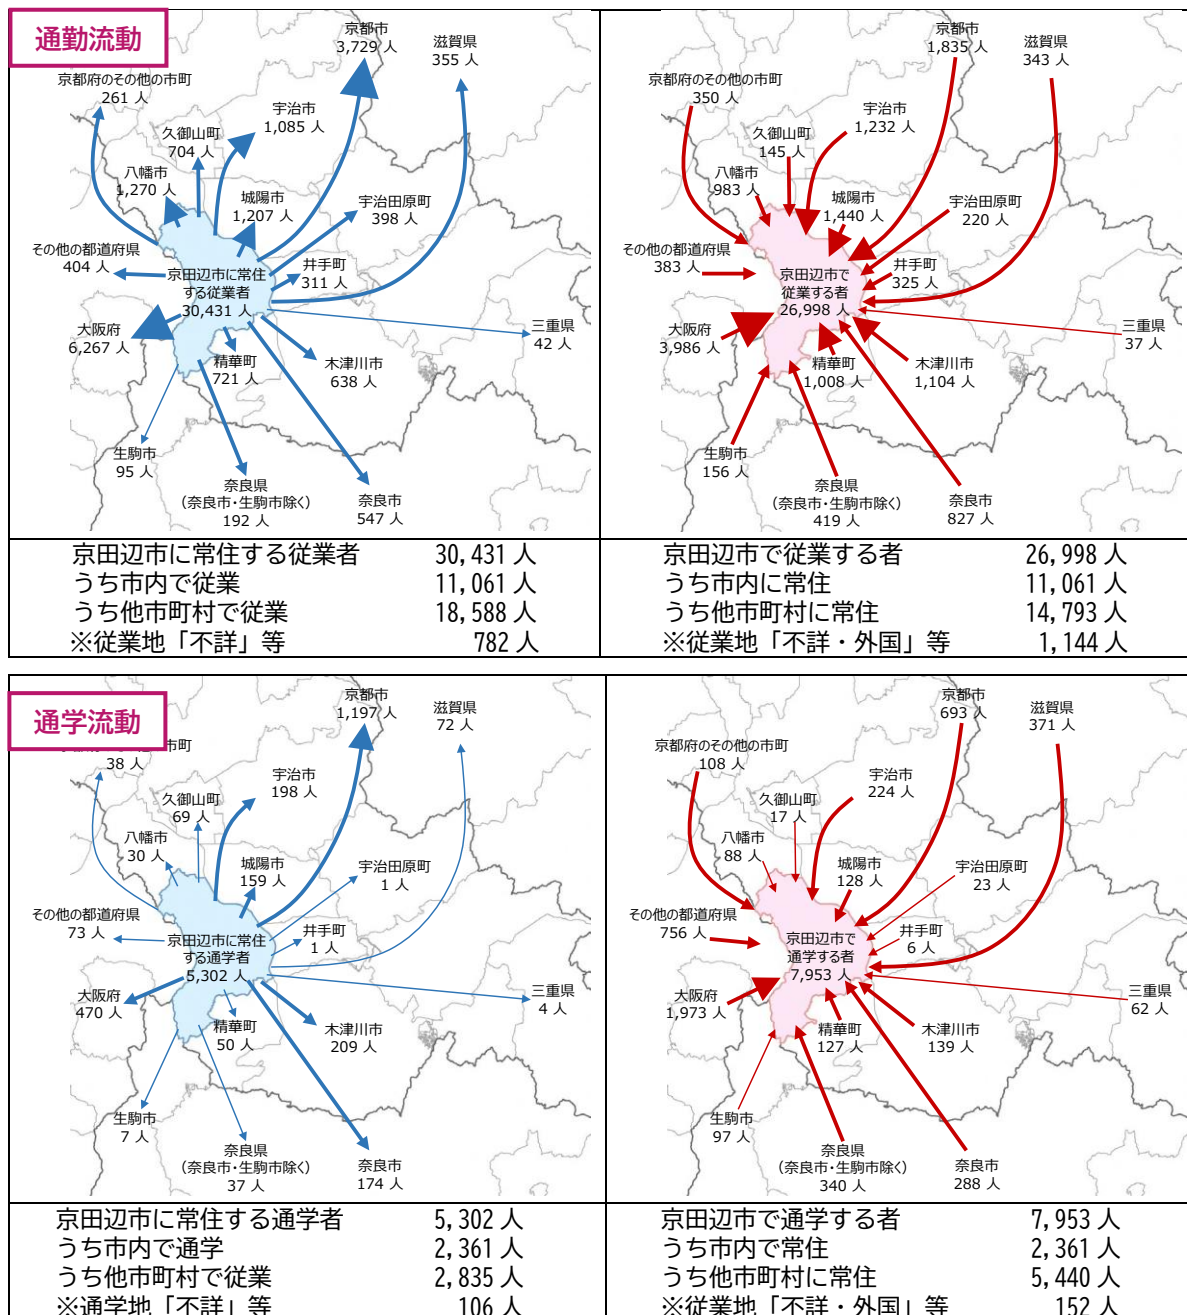 通勤流動
京都市
3,729 人
滋賀県
355 人
京都府のその他の市町
261 人
宇治市
1,085 人
久御山町
704 人
八幡市
1,270 人
城陽市
1,207 人
宇治田原町
398 人
その他の都道府県
404 人
京田辺市に常住
する従業者
30,431 人
井手町
311 人
大阪府
6,267 人
三重県
42 人
精華町
721 人
木津川市
638 人
生駒市
95 人
奈良県
(奈良市・生駒市除く)
192 人
奈良市
547 人
京都市
1,835 人
滋賀県
343 人
京都府のその他の市町
350 人
宇治市
1,232 人
久御山町
145 人
八幡市
983 人
城陽市
1,440 人
宇治田原町
220 人
その他の都道府県
383 人
京田辺市で
従業する者
26,998 人
井手町
325 人
大阪府
3,986 人
三重県
37 人
精華町
1,008 人
木津川市
1,104 人
生駒市
156 人
奈良県
(奈良市・生駒市除く)
419 人
奈良市
827 人
京田辺市に常住する従業者 30,431 人
うち市内で従業 11,061 人
うち他市町村で従業 18,588 人
※従業地「不詳」等 782 人
京田辺市で従業する者 26,998 人
うち市内に常住 11,061 人
うち他市町村に常住 14,793 人
※従業地「不詳・外国」等 1,144 人
通学流動
京都市
1,197 人
滋賀県
72 人
町
38 人
宇治市
198 人
久御山町
69 人
八幡市
30 人
城陽市
159 人
宇治田原町
1 人
その他の都道府県
73 人
京田辺市に常住
する通学者
5,302 人
井手町
1 人
大阪府
470 人
三重県
4 人
精華町
50 人
木津川市
209 人
生駒市
7 人
奈良県
(奈良市・生駒市除く)
37 人
奈良市
174 人
京都市
693 人
滋賀県
371 人
京都府のその他の市町
108 人
宇治市
224 人
久御山町
17 人
八幡市
88 人
城陽市
128 人
宇治田原町
23 人
その他の都道府県
756 人
京田辺市で
通学する者
7,953 人
井手町
6 人
大阪府
1,973 人
三重県
62 人
精華町
127 人
木津川市
139 人
生駒市
97 人
奈良県
(奈良市・生駒市除く)
340 人
奈良市
288 人
京田辺市に常住する通学者 5,302 人
うち市内で通学 2,361 人
うち他市町村で従業 2,835 人
※通学地「不詳」等 106 人
京田辺市で通学する者 7,953 人
うち市内で常住 2,361 人
うち他市町村に常住 5,440 人
※従業地「不詳・外国」等 152 人